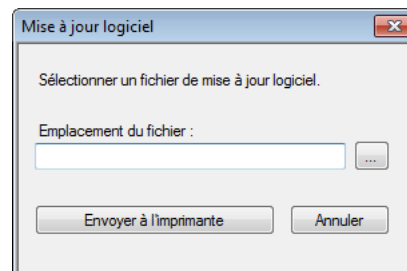 Mise à jour logiciel
Sélectionner un fichier de mise à jour logiciel.
Emplacement du fichier :
...
Envoyer à l'imprimante Annuler